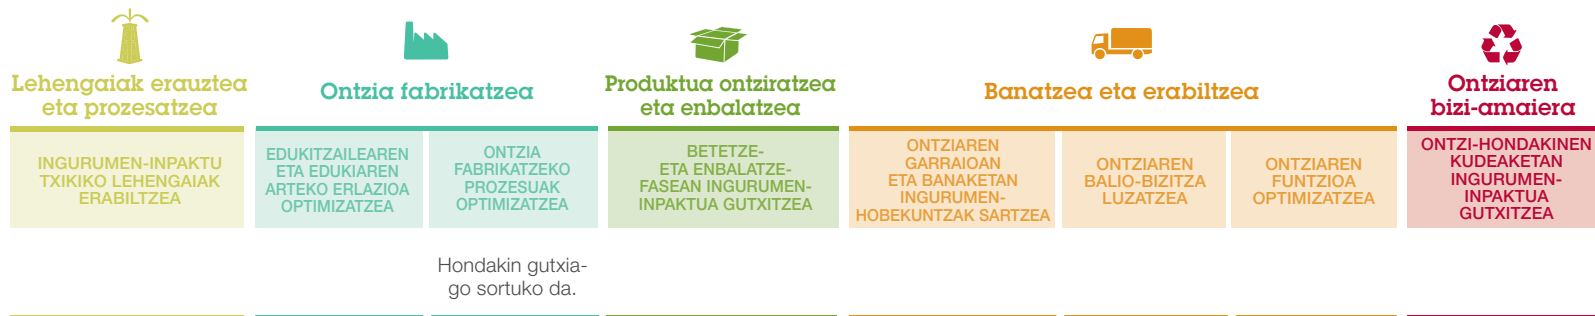 Lehengaiak erauztea
eta prozesatzea
Ontzia fabrikatzea
Produktua ontziratzea
eta enbalatzea
Banatzea eta erabiltzea
Ontziaren
bizi-amaiera
INGURUMEN-INPAKTU
TXIKIKO LEHENGAIAK
ERABILTZEA
EDUKITZAILEAREN
ETA EDUKIAREN
ARTEKO ERLAZIOA
OPTIMIZATZEA
ONTZIA
FABRIKATZEKO
PROZESUAK
OPTIMIZATZEA
BETETZE-
ETA ENBALATZE-
FASEAN INGURUMEN-
INPAKTUA GUTXITZEA
ONTZIAREN
GARRAIOAN
ETA BANAKETAN
INGURUMEN-
HOBEKUNTZAK SARTZEA
ONTZIAREN
BALIO-BIZITZA
LUZATZEA
ONTZIAREN
FUNTZIOA
OPTIMIZATZEA
ONTZI-HONDAKINEN
KUDEAKETAN
INGURUMEN-
INPAKTUA
GUTXITZEA
Hondakin gutxia-
go sortuko da.